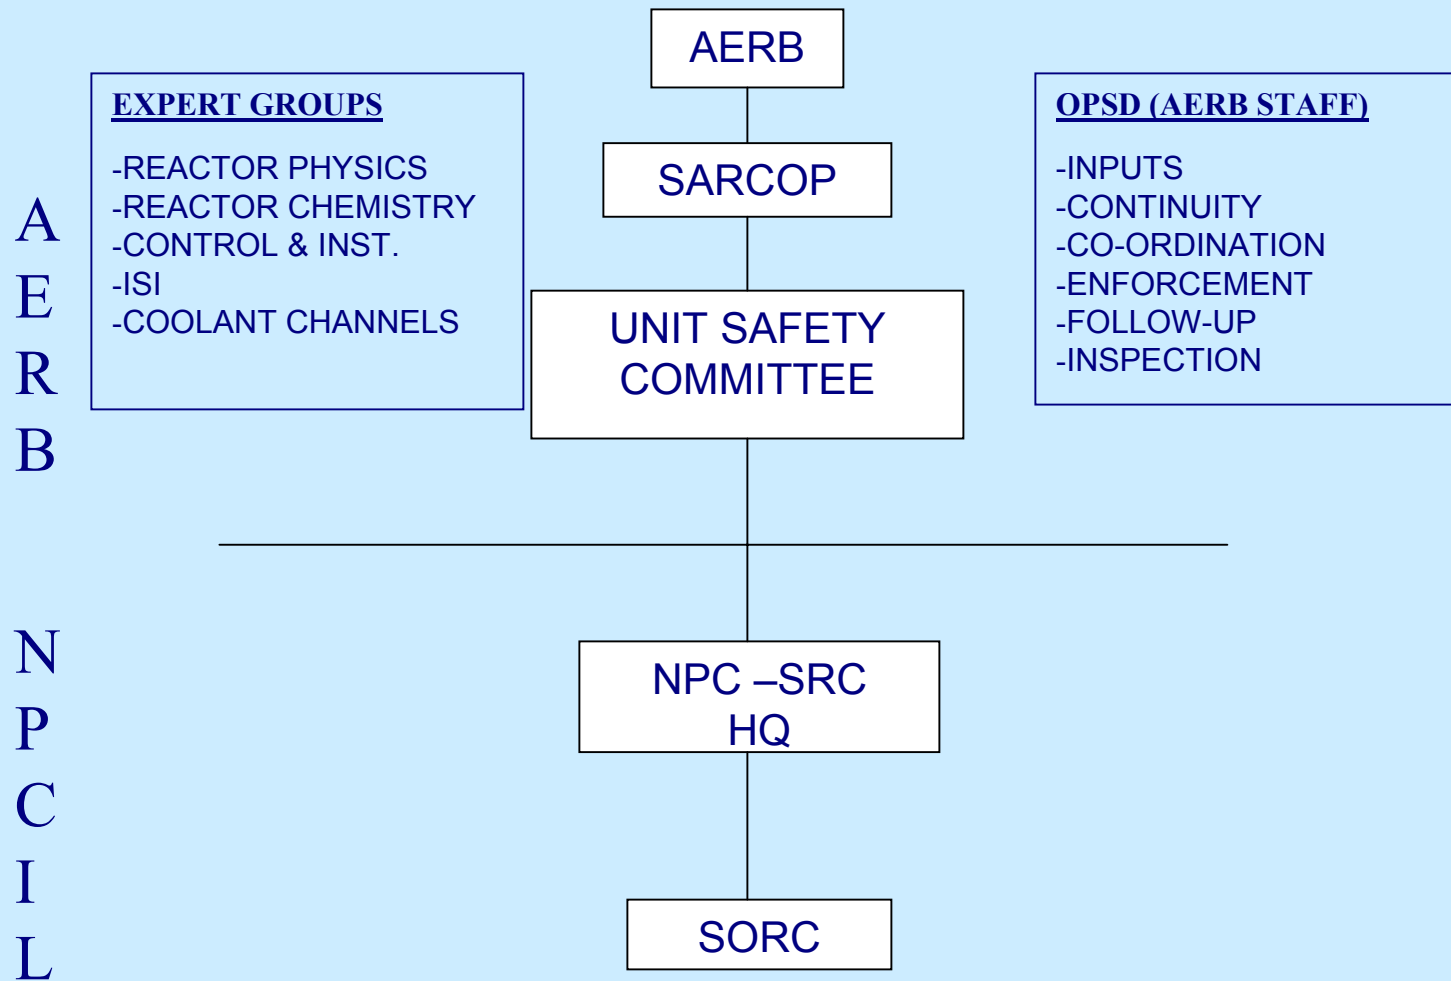 AERB
EXPERT GROUPS
-REACTOR PHYSICS
-REACTOR CHEMISTRY
-CONTROL & INST.
-ISI
-COOLANT CHANNELS
OPSD (AERB STAFF)
-INPUTS
-CONTINUITY
-CO-ORDINATION
-ENFORCEMENT
-FOLLOW-UP
-INSPECTION
SARCOP
UNIT SAFETY
COMMITTEE
A
E
R
B
N
P
C
I
L
NPC –SRC
HQ
SORC